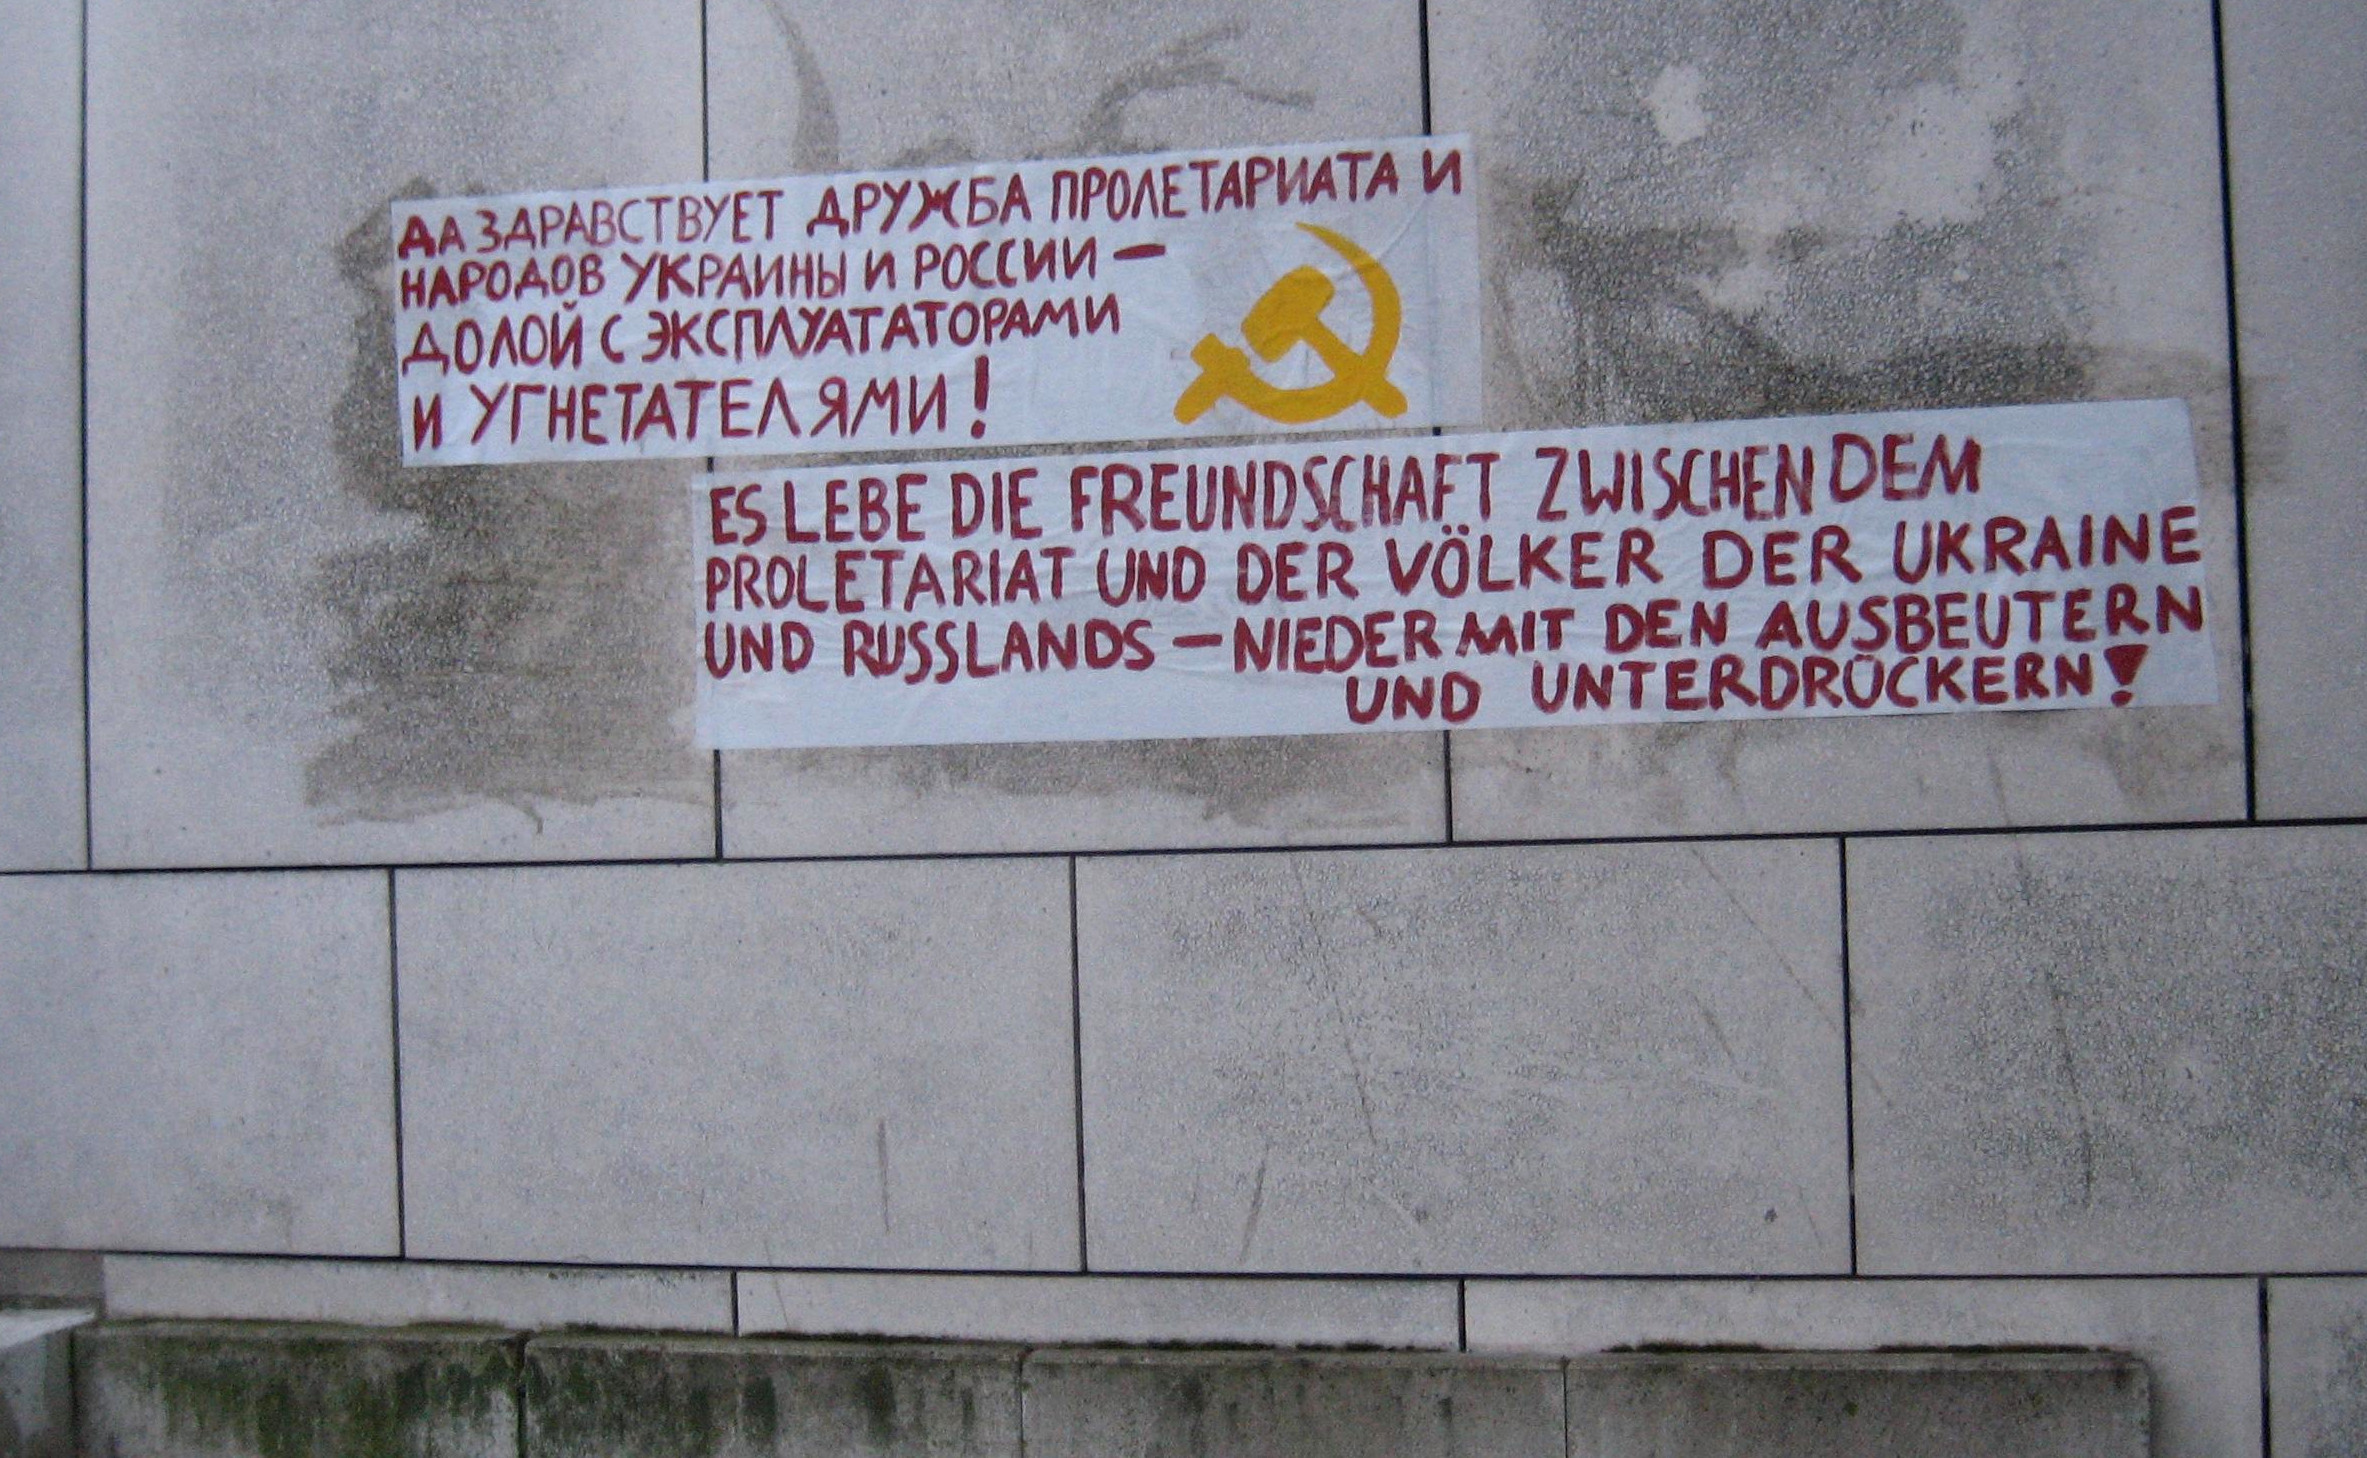 ДА ЗДРАВСТВУЕТ ДРУЖБА ПРОЛЕТАРИАТА И
НАРОДОВ УКРАИНЫ И РОССИИ –
ДОЛОЙ С ЭКСПЛУАТАТОРАМИ
И УГНЕТАТЕЛЯМИ!
ES LEBE DIE FREUNDSCHAFT ZWISCHEN DEM
PROLETARIAT UND DER VÖLKER DER UKRAINE
UND RUSSLANDS – NIEDER MIT DEN AUSBEUTERN
UND UNTERDRÜCKERN!